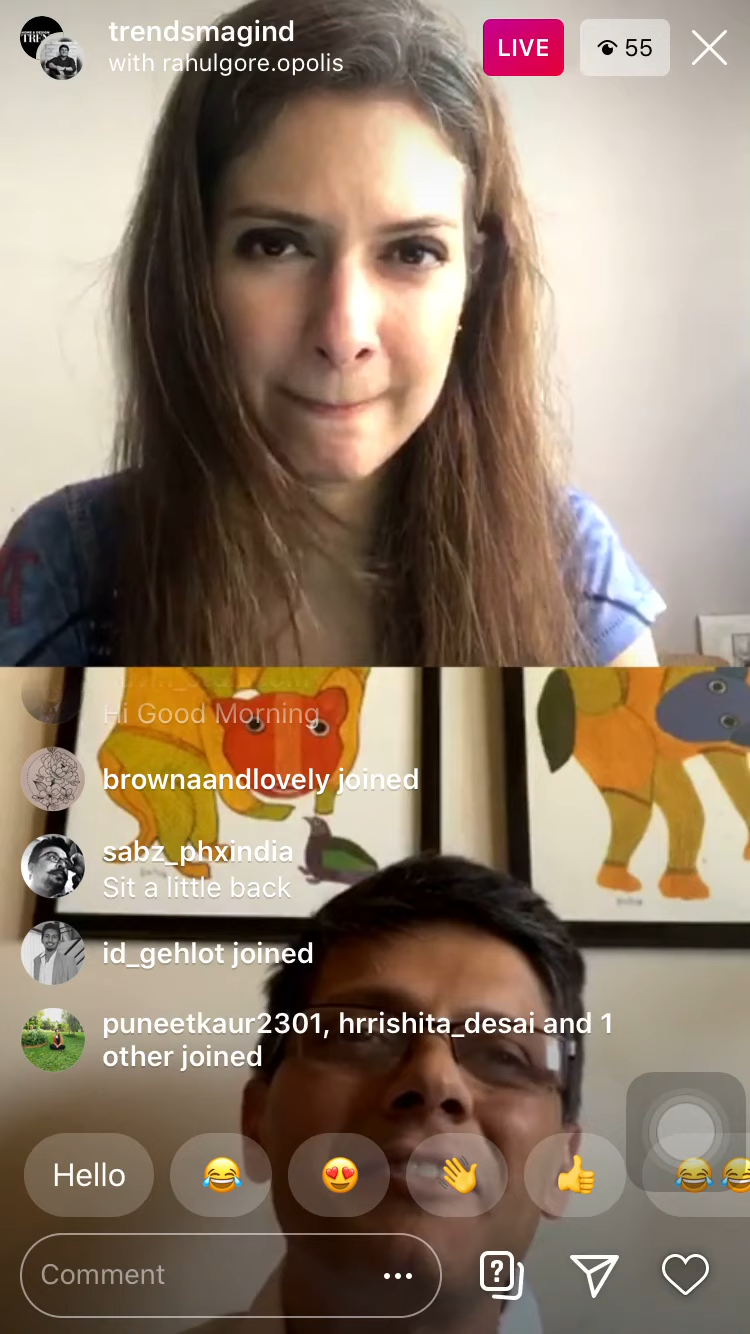 trendsmagind
with rahulgore.opolis
LIVE
55
Hi Good Morning
brownaandlovely joined
sabz_phxindia
Sit a little back
id_gehlot joined
puneetkaur2301, hrrishita_desai and 1
other joined
Hello
Comment